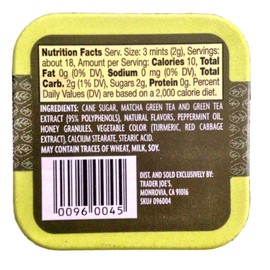 Nutrition Facts Serv. Size: 3 mints (2g), Servings:
about 18, Amount per Serving: Calories 10, Total
Fat 0g (0% DV), Sodium 0 mg (0% DV), Total
Carb. 2g (1% DV), Sugars 2g, Protein 0g. Percent
Daily Values (DV) are based on a 2,000 calorie diet.
INGREDIENTS: CANE SUGAR, MATCHA GREEN TEA AND GREEN TEA
EXTRACT (95% POLYPHENOLS), NATURAL FLAVORS, PEPPERMINT OIL,
HONEY GRANULES, VEGETABLE COLOR (TURMERIC, RED CABBAGE
EXTRACT), CALCIUM STEARATE, STEARIC ACID.
MAY CONTAIN TRACES OF WHEAT, MILK, SOY.
DIST. AND SOLD EXCLUSIVELY BY:
TRADER JOE'S,
MONROVIA, CA 91016
SKU# 096004
0096 0045